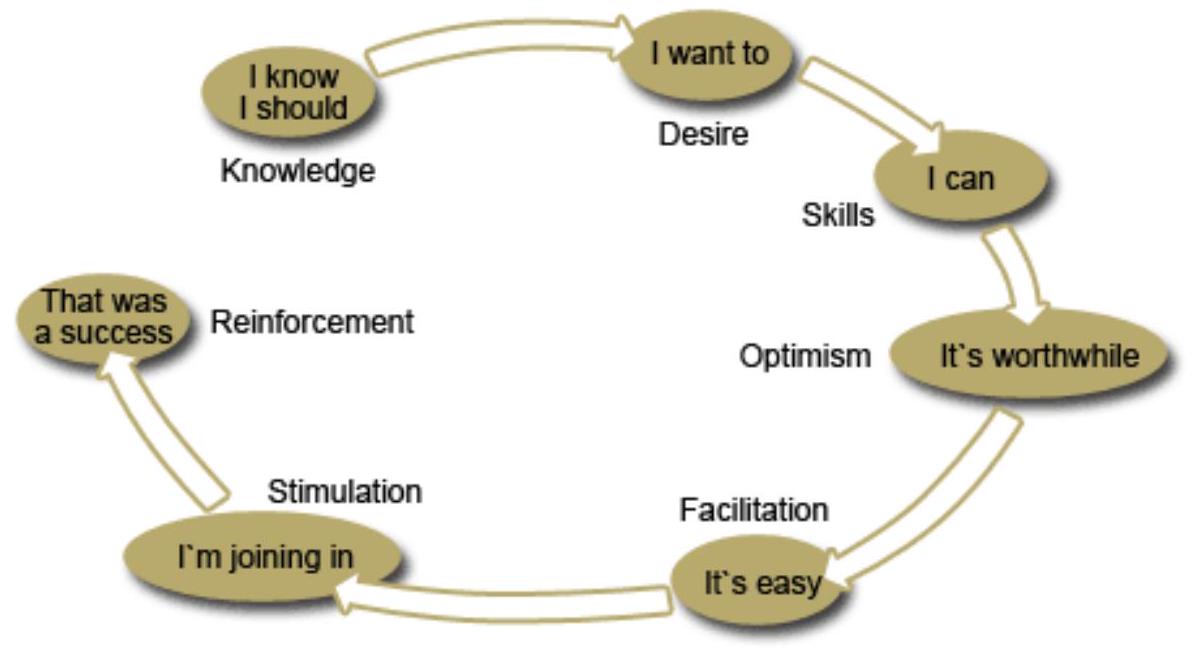 I know
I should
Knowledge
I want to
Desire
I can
Skills
It`s worthwhile
Optimism
It`s easy
Facilitation
I`m joining in
Stimulation
That was
a success
Reinforcement